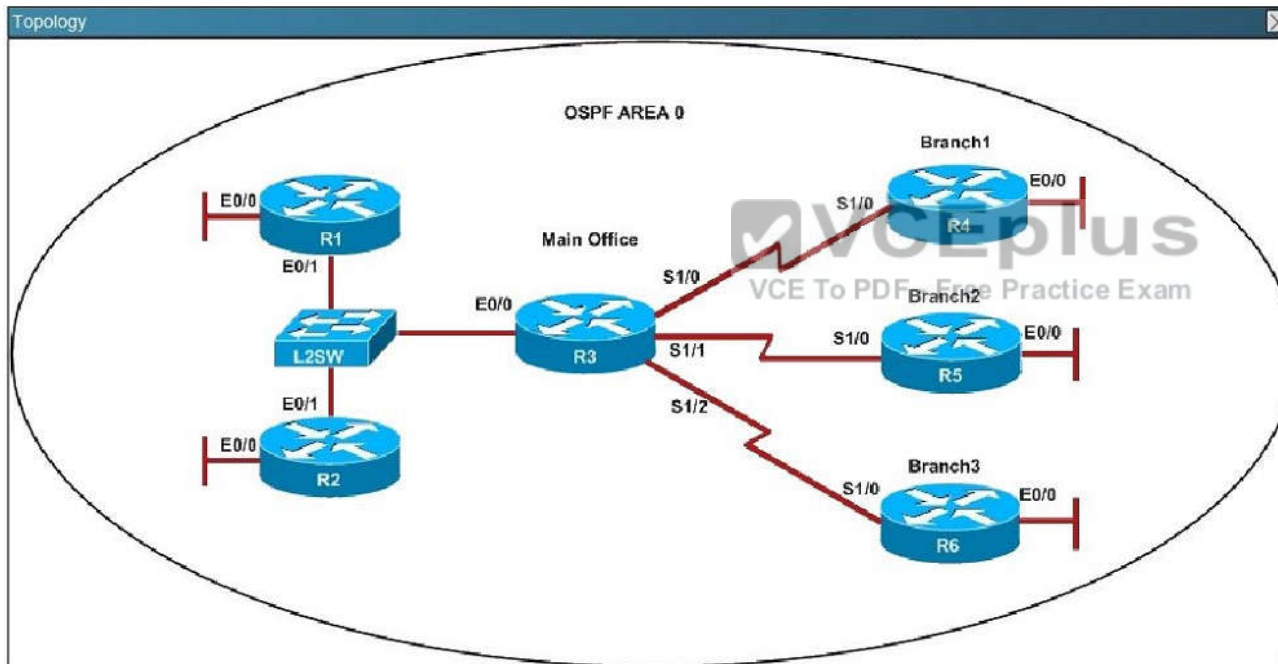 Topology
OSPF AREA 0
Branch1
E0/0
E0/0
S1/0
R1
R4
Main Office
VCEplus
E0/1
S1/0
VCE To PDF - Free Practice Exam
E0/0
Branch2
S1/0
E0/0
L2SW
R3
S1/1
R5
E0/1
S1/2
E0/0
Branch3
R2
S1/0
E0/0
R6